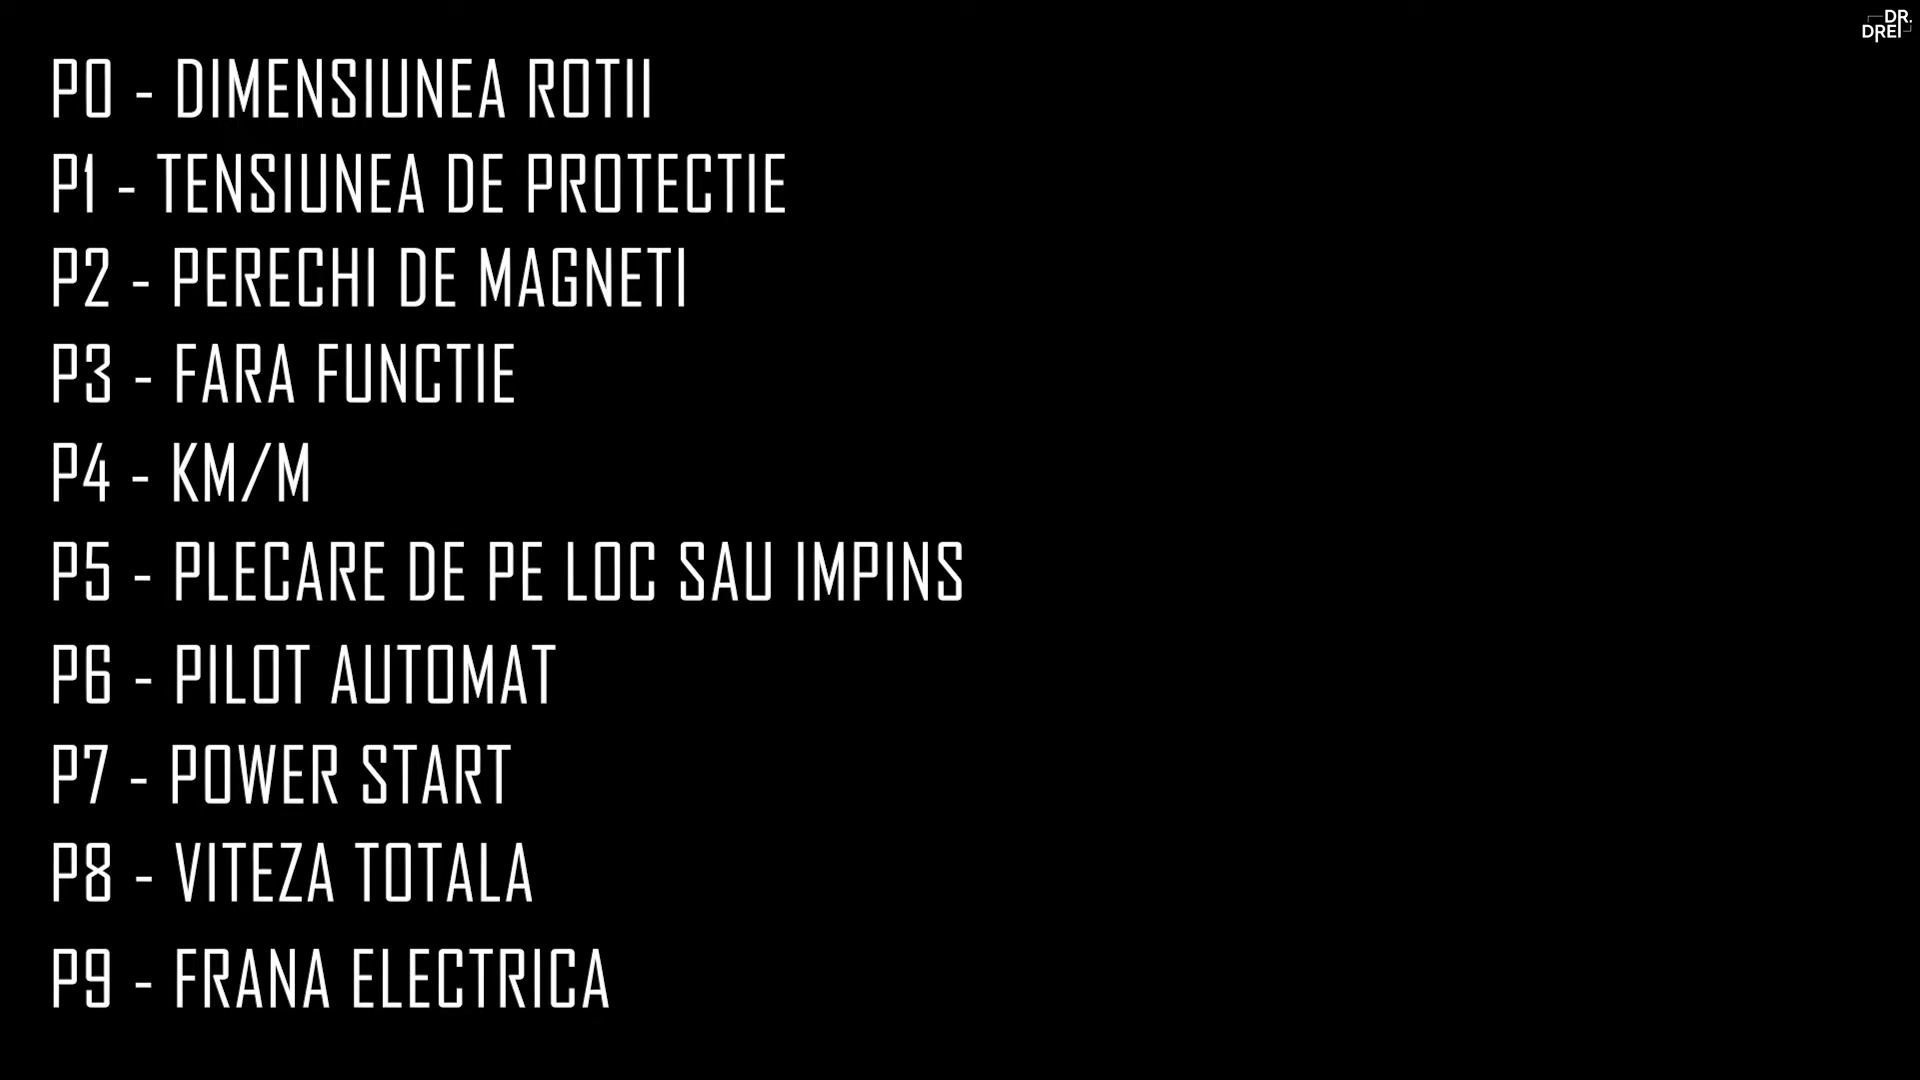 DR.
DREI
P0 - DIMENSIUNEA ROTII
P1 - TENSIUNEA DE PROTECTIE
P2 - PERECHI DE MAGNETI
P3 - FARA FUNCTIE
P4 - KM/M
P5 - PLECARE DE PE LOC SAU IMPINS
P6 - PILOT AUTOMAT
P7 - POWER START
P8 - VITEZA TOTALA
P9 - FRANA ELECTRICA